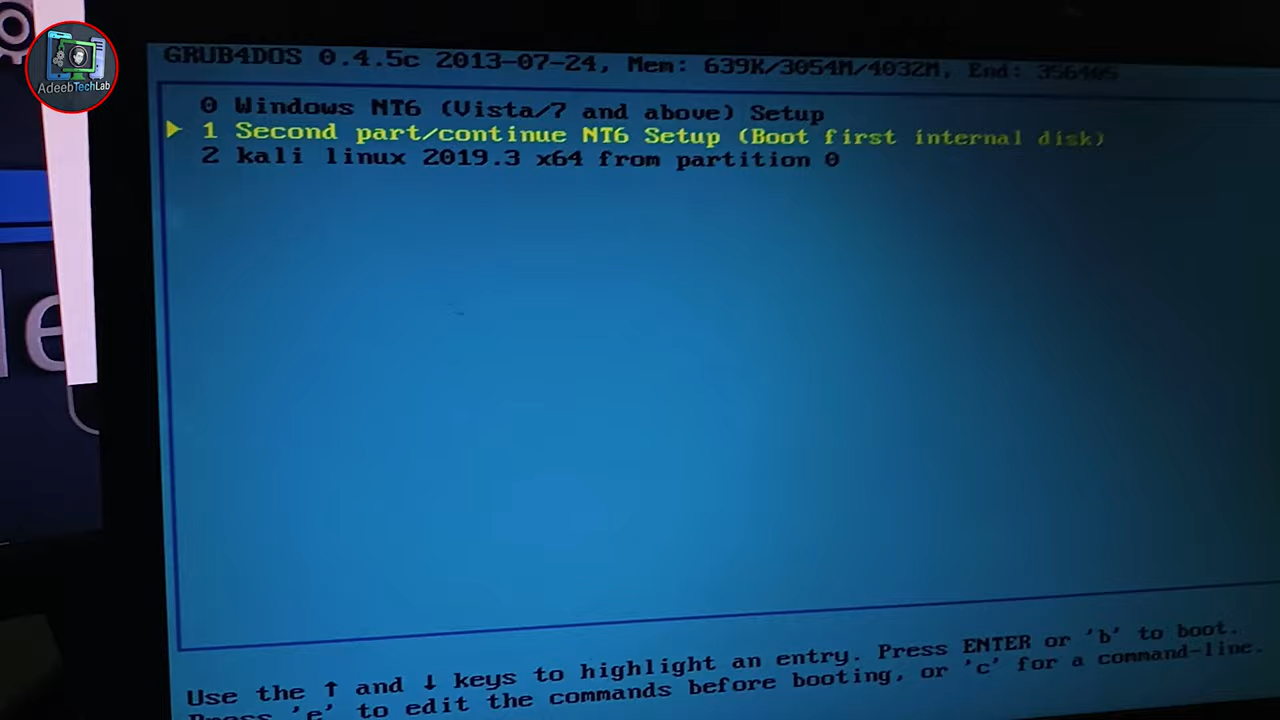 AdeebTechLab
GRUB4DOS 0.4.5c 2013-07-24, Mem: 639K/3054M/4032M, End: 356405
0 Windows NT6 (Vista/7 and above) Setup
1 Second part/continue NT6 Setup (Boot first internal disk)
2 kali linux 2019.3 x64 from partition 0
Use the ↑ and ↓ keys to highlight an entry. Press ENTER or 'b' to boot.
Press 'e' to edit the commands before booting, or 'c' for a command-line.